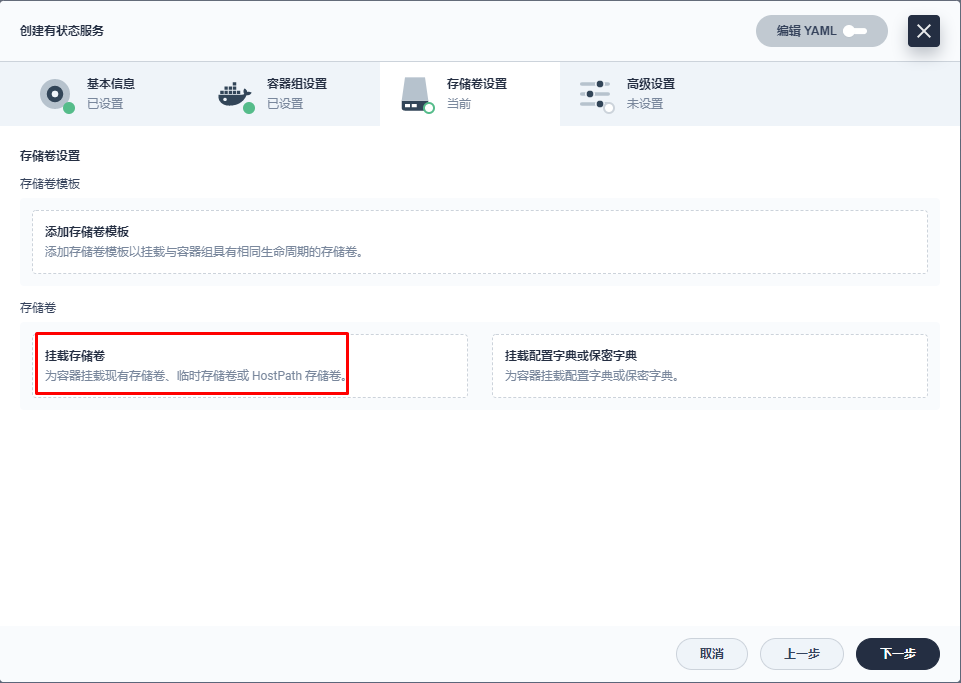 创建有状态服务
编辑 YAML
基本信息
已设置
容器组设置
已设置
存储卷设置
当前
高级设置
未设置
存储卷设置
存储卷模板
添加存储卷模板
添加存储卷模板以挂载与容器组具有相同生命周期的存储卷。
存储卷
挂载存储卷
为容器挂载现有存储卷、临时存储卷或 HostPath 存储卷。
挂载配置字典或保密字典
为容器挂载配置字典或保密字典。
取消
上一步
下一步